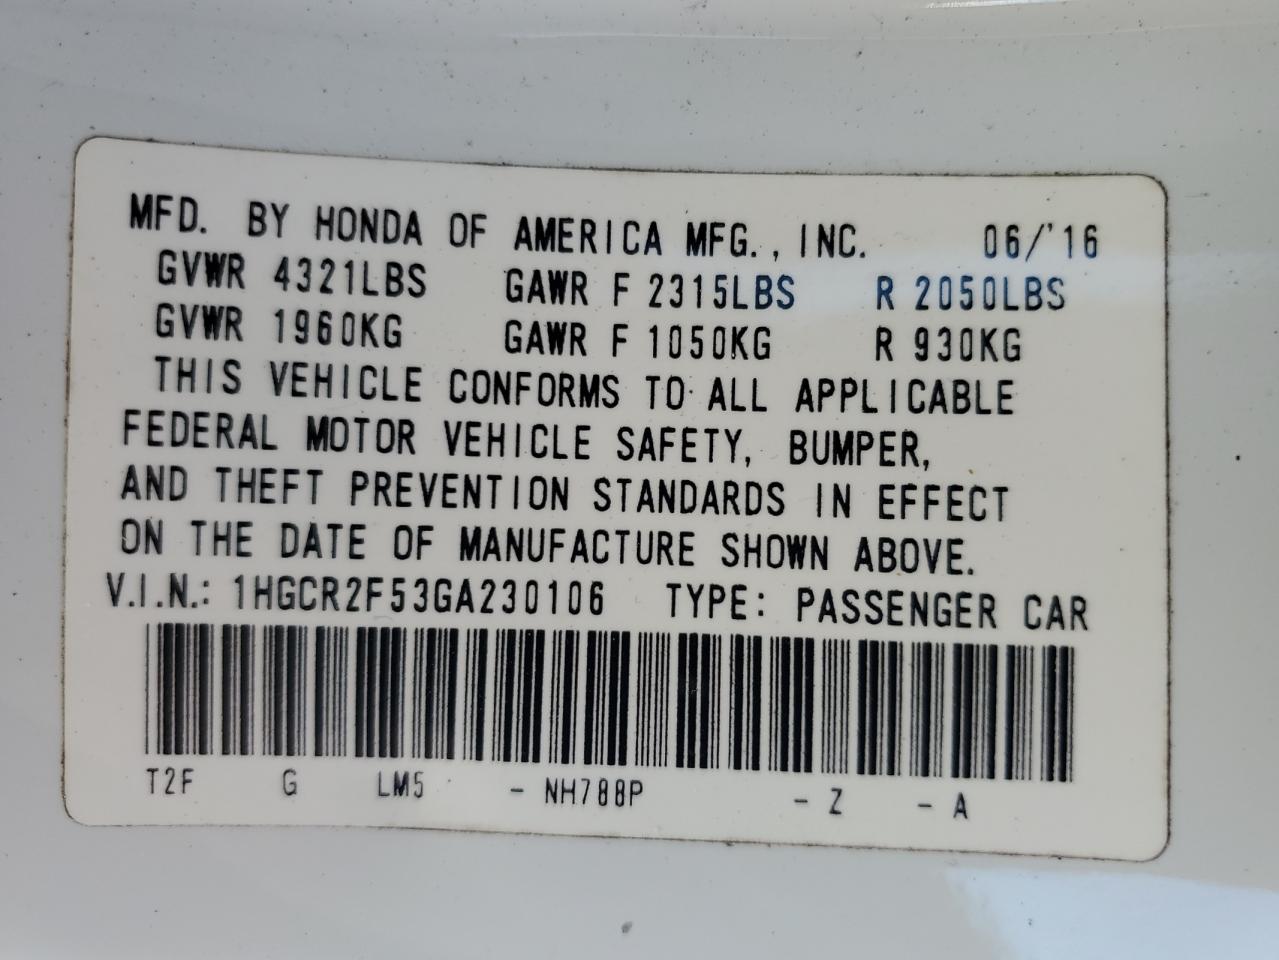 MFD. BY HONDA OF AMERICA MFG., INC. 06/'16
GVWR 4321LBS GAWR F 2315LBS R 2050LBS
GVWR 1960KG GAWR F 1050KG R 930KG
THIS VEHICLE CONFORMS TO ALL APPLICABLE
FEDERAL MOTOR VEHICLE SAFETY, BUMPER,
AND THEFT PREVENTION STANDARDS IN EFFECT
ON THE DATE OF MANUFACTURE SHOWN ABOVE.
V.I.N.: 1HGCR2F53GA230106 TYPE: PASSENGER CAR
T2F G LM5 - NH788P - Z - A